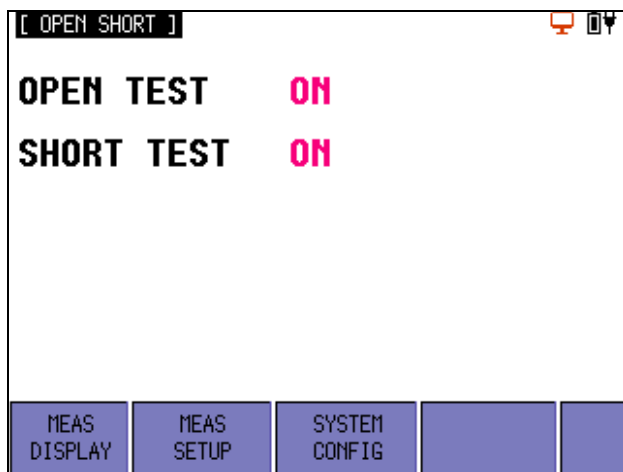 [ OPEN SHORT ]
OPEN TEST ON
SHORT TEST ON
MEAS DISPLAY
MEAS SETUP
SYSTEM CONFIG